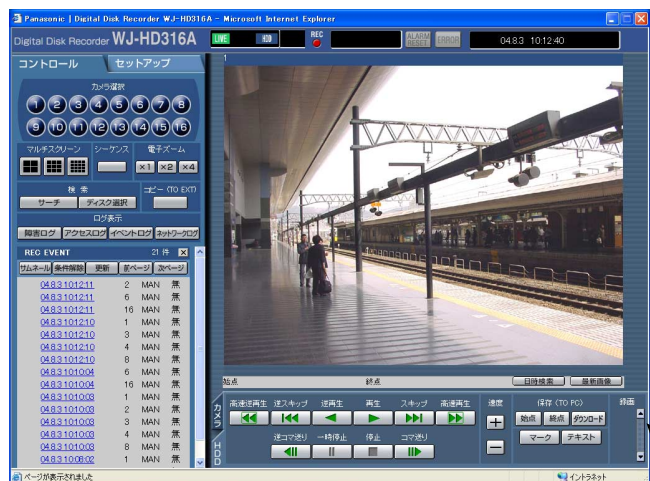 Panasonic | Digital Disk Recorder WJ-HD316A - Microsoft Internet Explorer
Digital Disk Recorder WJ-HD316A
LIVE HDD REC ALARM RESET ERROR 04.8.3 10:12:40
コントロール セットアップ
1
カメラ選択
1 2 3 4 5 6 7 8
9 10 11 12 13 14 15 16
マルチスクリーン シーケンス 電子ズーム
×1 ×2 ×4
検索 コピー (TO EXT)
サーチ ディスク選択
ログ表示
障害ログ アクセスログ イベントログ ネットワークログ
REC EVENT 21 件 X
サムネール 条件解除 更新 前ページ 次ページ
04.8.3 10:12:11 2 MAN 無
04.8.3 10:12:11 6 MAN 無
04.8.3 10:12:11 16 MAN 無
04.8.3 10:12:10 1 MAN 無
04.8.3 10:12:10 3 MAN 無
04.8.3 10:12:10 4 MAN 無
04.8.3 10:12:10 8 MAN 無
04.8.3 10:10:04 6 MAN 無
04.8.3 10:10:04 16 MAN 無
04.8.3 10:10:03 1 MAN 無
04.8.3 10:10:03 2 MAN 無
04.8.3 10:10:03 3 MAN 無
04.8.3 10:10:03 4 MAN 無
04.8.3 10:10:03 8 MAN 無
04.8.3 10:08:02 1 MAN 無
始点 終点 日時検索 最新画像
カメラ
HDD
高速逆再生 逆スキップ 逆再生 再生 スキップ 高速再生 速度 保存 (TO PC) 録画
始点 終点 ダウンロード
逆コマ送り 一時停止 停止 コマ送り マーク テキスト
ページが表示されました イントラネット